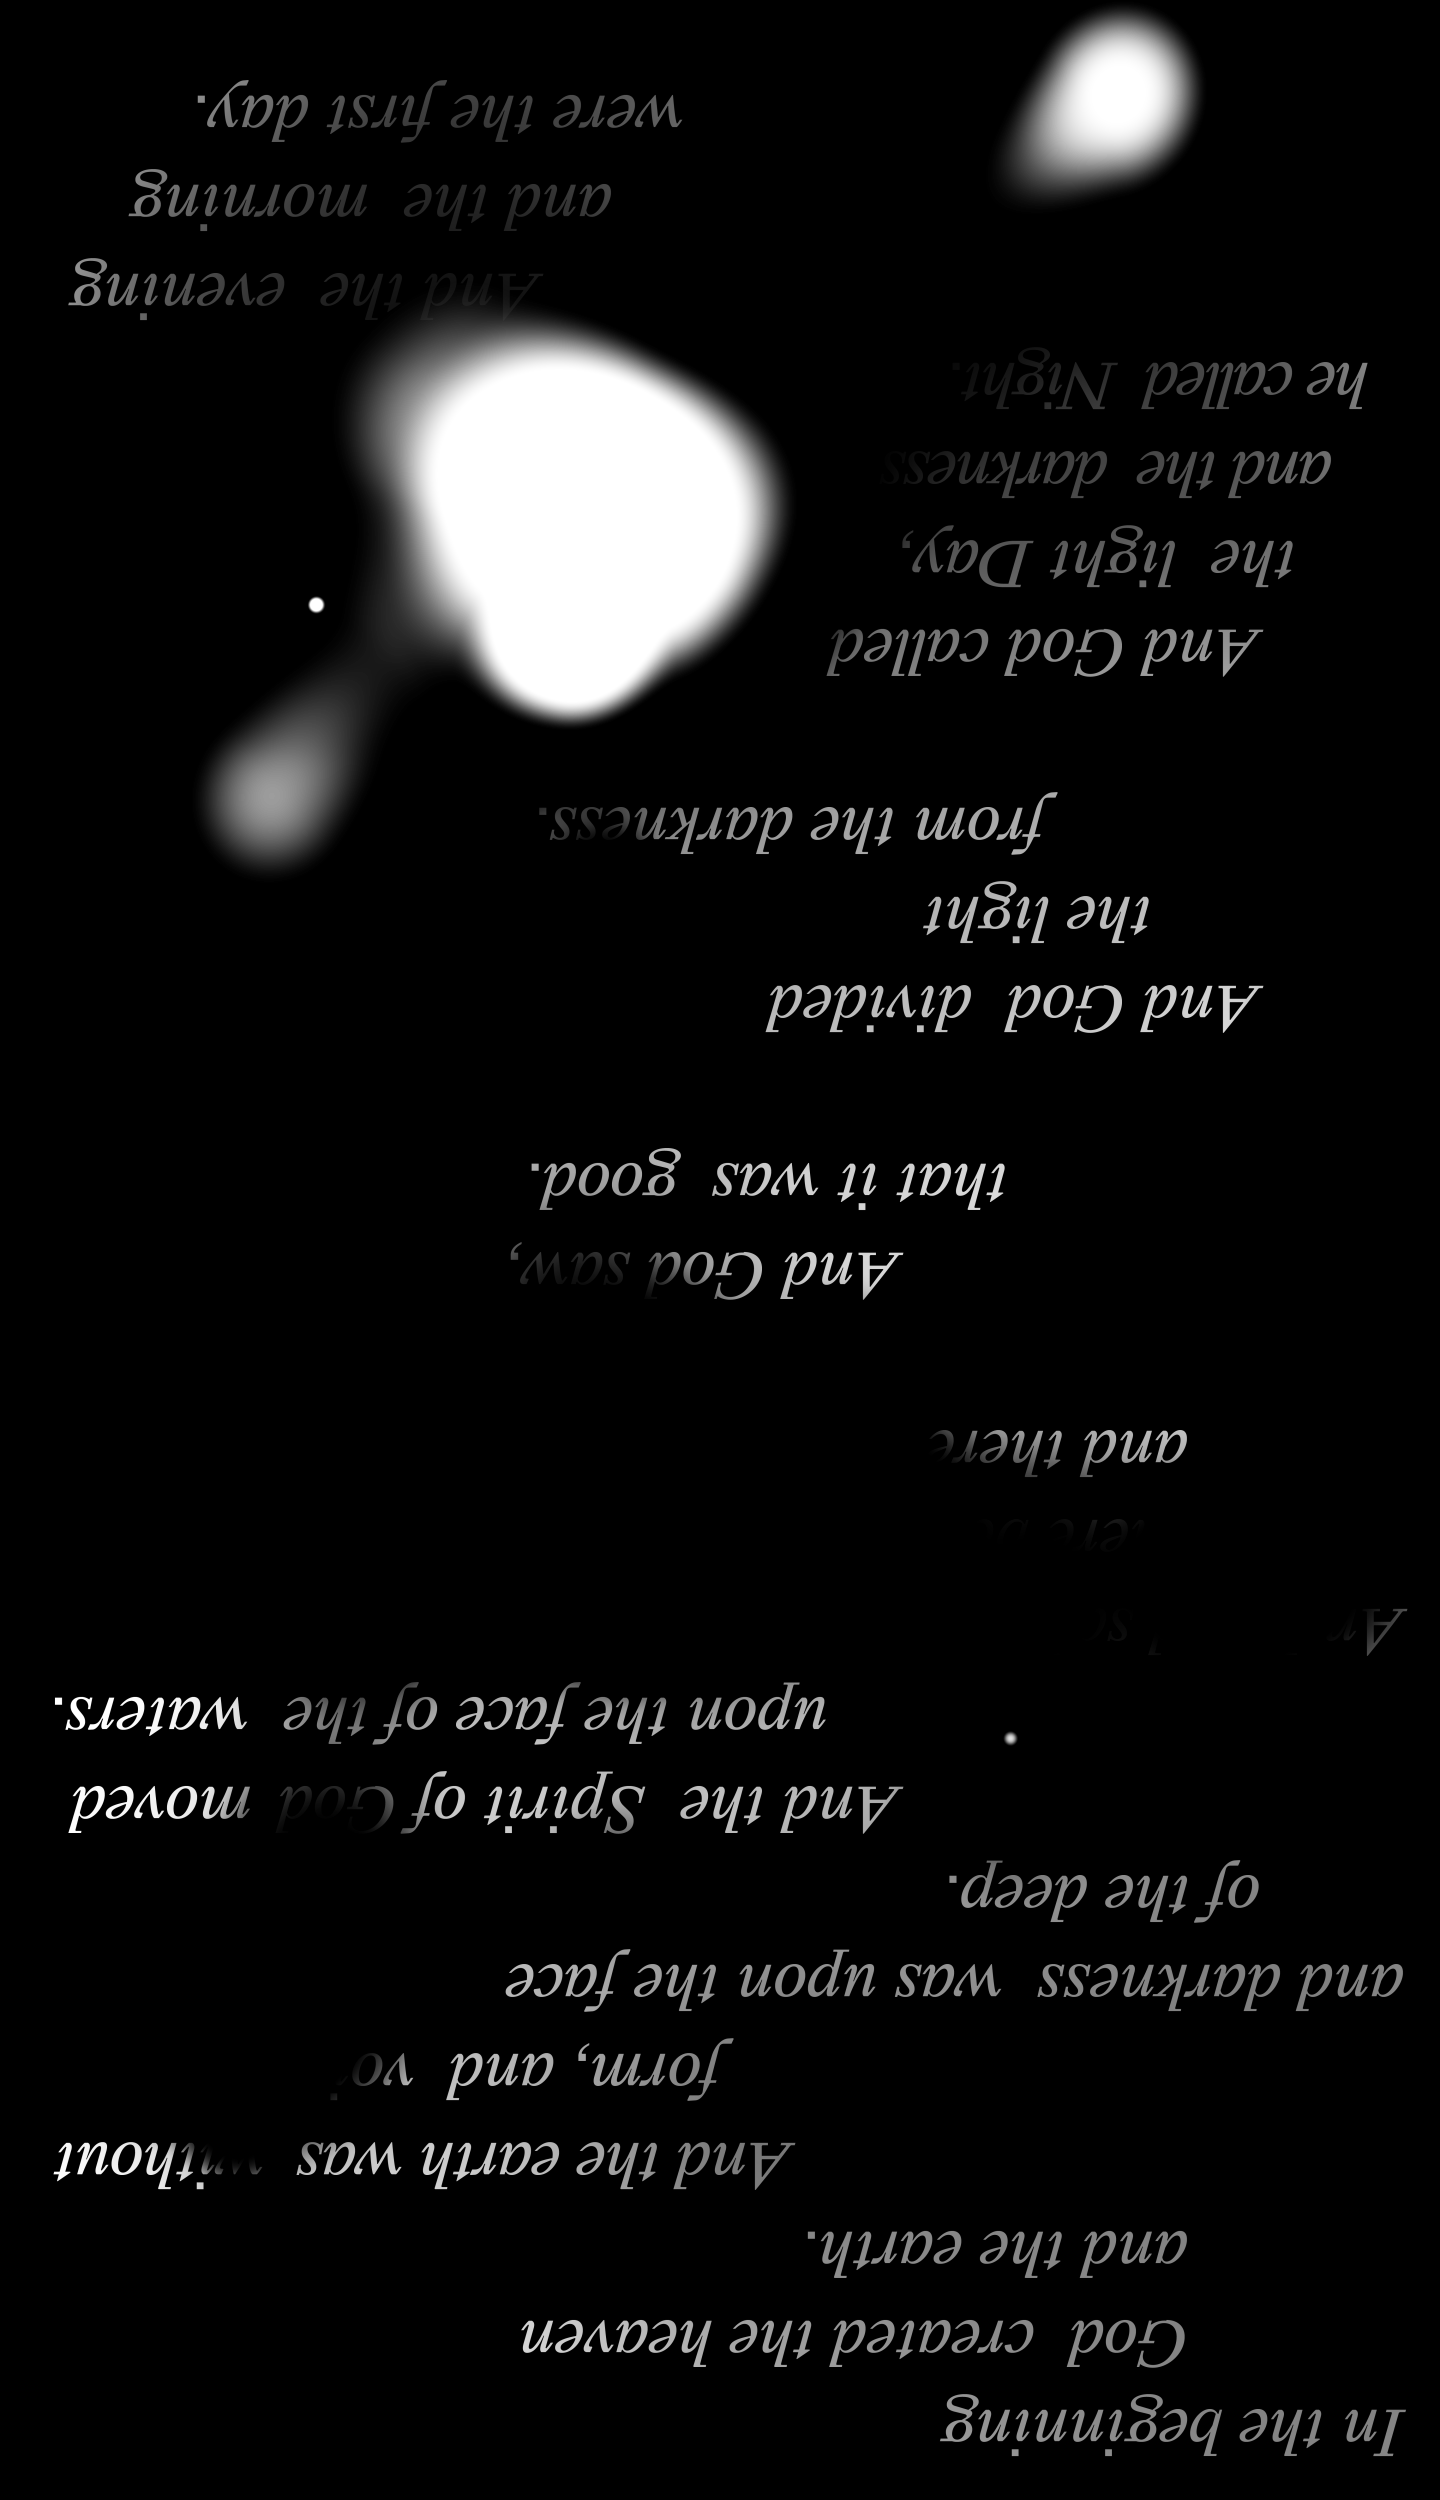 In the beginning
God created the heaven
and the earth.
And the earth was without
form, and
and darkness was upon the face
of the deep.
And the Spirit of God moved
upon the face of the waters.
and there
And God saw,
that it was good.
And God divided
the light
from the darkness.
And God called
the light Day,
and the darkness
he called Night.
And the evening
and the morning
were the first day.